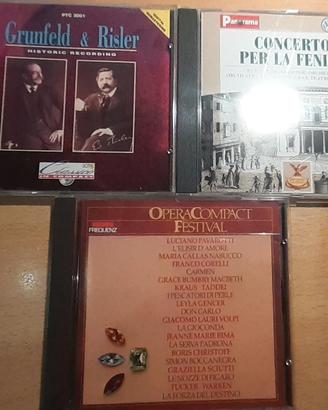 PTC 2001
Grunfeld & Risler
HISTORIC RECORDING
Panorama
CONCERTO
PER LA FENI
OPERACOMPACT
FESTIVAL
FREQUENZ
LUCIANO PAVAROTTI
L'ELISIR D'AMORE
MARIA CALLAS NABUCCO
FRANCO CORELLI
CARMEN
GRACE BUMBRY MACBETH
KRAUS TADDEI
I PESCATORI DI PERLE
LEYLA GENCER
DON CARLO
GIACOMO LAURI VOLPI
LA GIOCONDA
JEANNE MARIE BIMA
LA SERVA PADRONA
BORIS CHRISTOFF
SIMON BOCCANEGRA
GRAZIELLA SCIUTTI
LE NOZZE DI FIGARO
TUCKER WARREN
LA FORZA DEL DESTINO